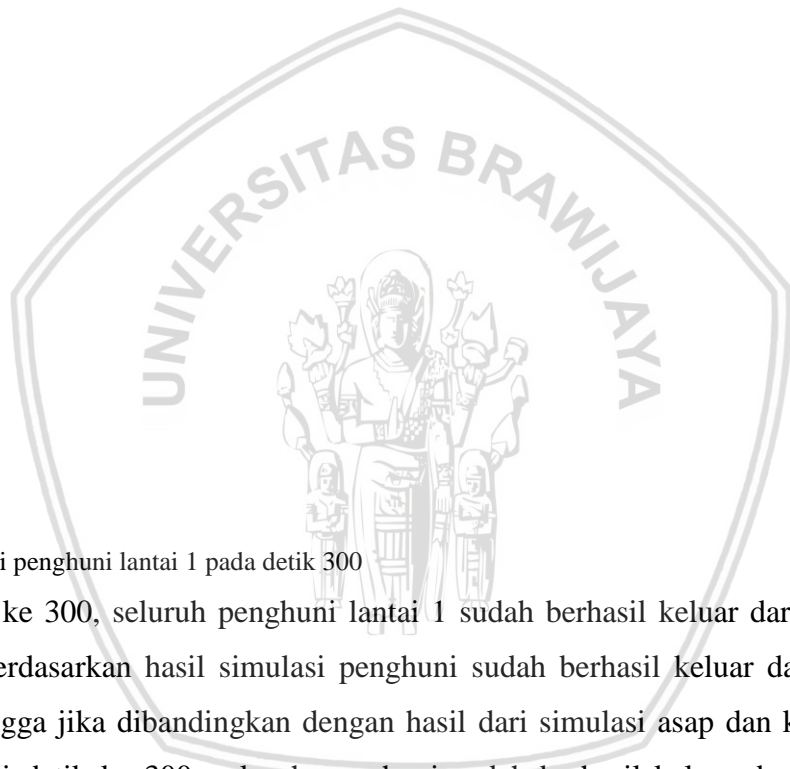 UNIVERSITAS BRAWIJAYA
i penghuni lantai 1 pada detik 300
ke 300, seluruh penghuni lantai 1 sudah berhasil keluar dar
erdasarkan hasil simulasi penghuni sudah berhasil keluar da
ngga jika dibandingkan dengan hasil dari simulasi asap dan k